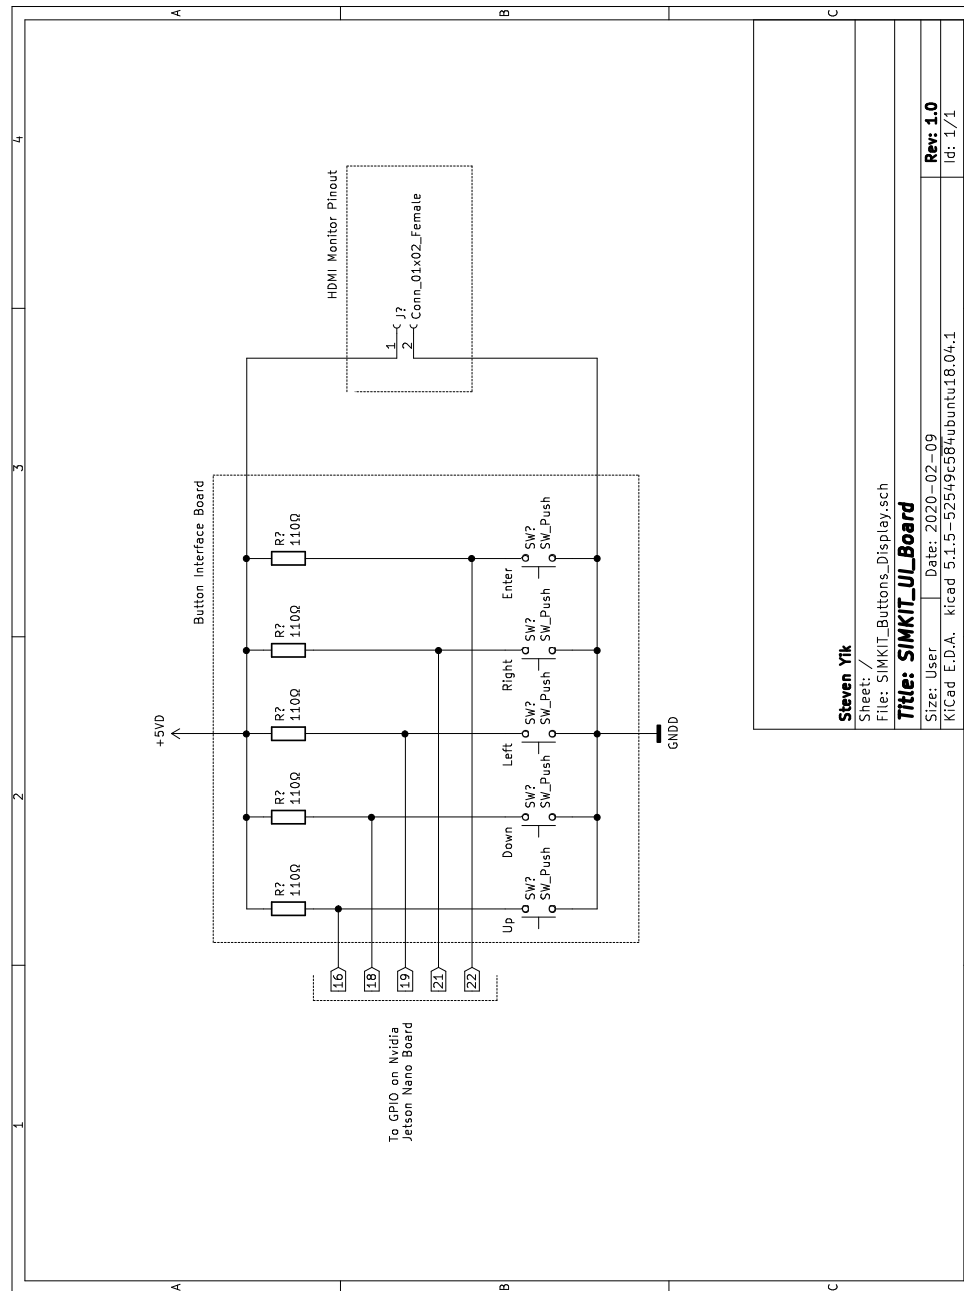 1
2
3
4
A
B
C
A
B
C
HDMI Monitor Pinout
J?
Conn_01x02_Female
1
2
Button Interface Board
+5VD
R?
110Ω
R?
110Ω
R?
110Ω
R?
110Ω
R?
110Ω
16
18
19
21
22
To GPIO on Nvidia
Jetson Nano Board
Up
SW?
SW_Push
Down
SW?
SW_Push
Left
SW?
SW_Push
Right
SW?
SW_Push
Enter
SW?
SW_Push
GNDD
Steven Yik
Sheet: /
File: SIMKIT_Buttons_Display.sch
Title: SIMKIT_UI_Board
Size: User Date: 2020-02-09 Rev: 1.0
KiCad E.D.A. kicad 5.1.5-52549c584ubuntu18.04.1 Id: 1/1